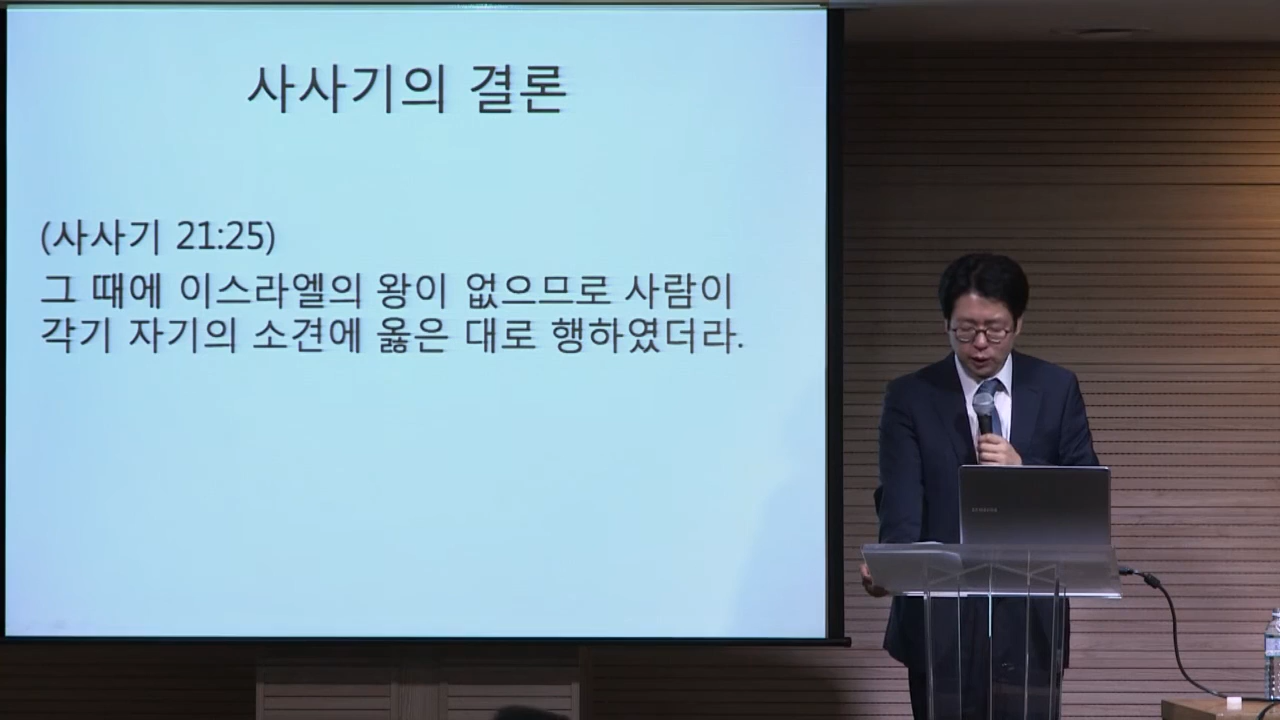 사사기의 결론
(사사기 21:25)
그 때에 이스라엘의 왕이 없으므로 사람이
각기 자기의 소견에 옳은 대로 행하였더라.
SAMSUNG